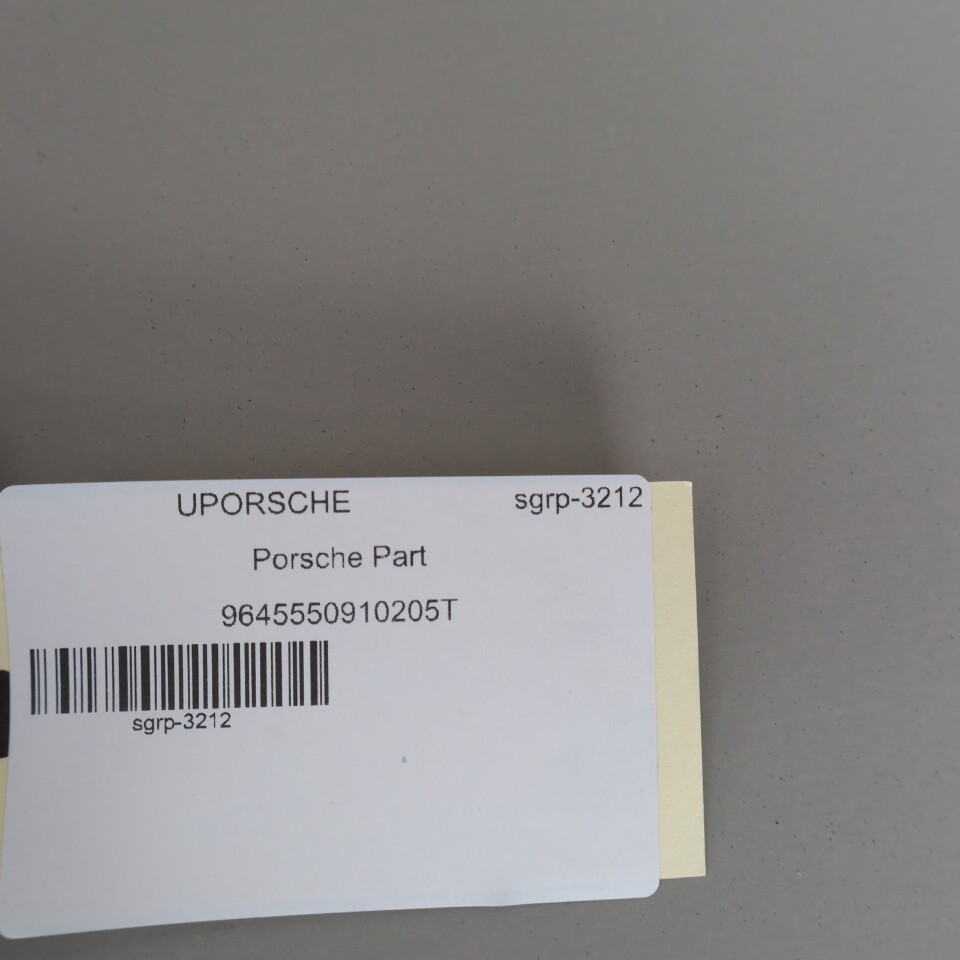 UPORSCHE sgrp-3212
Porsche Part
9645550910205T
sgrp-3212